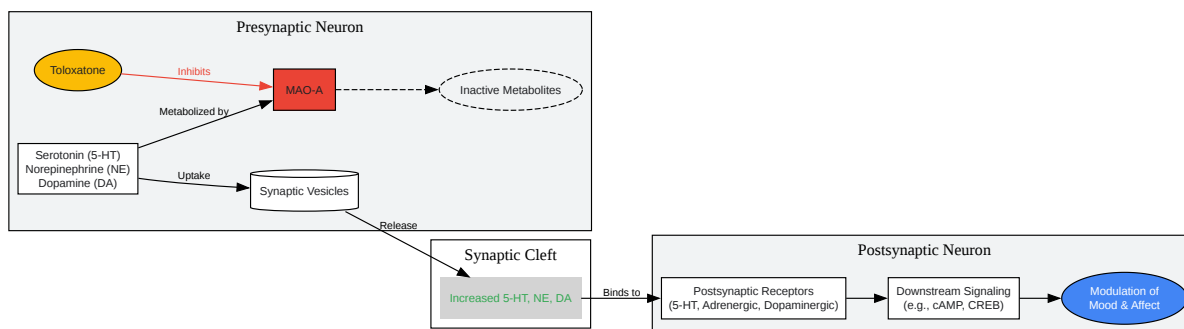 Presynaptic Neuron
Toloxatone
Inhibits
MAO-A
Inactive Metabolites
Metabolized by
Serotonin (5-HT)
Norepinephrine (NE)
Dopamine (DA)
Uptake
Synaptic Vesicles
Release
Synaptic Cleft
Increased 5-HT, NE, DA
Binds to
Postsynaptic Neuron
Postsynaptic Receptors
(5-HT, Adrenergic, Dopaminergic)
Downstream Signaling
(e.g., cAMP, CREB)
Modulation of
Mood & Affect